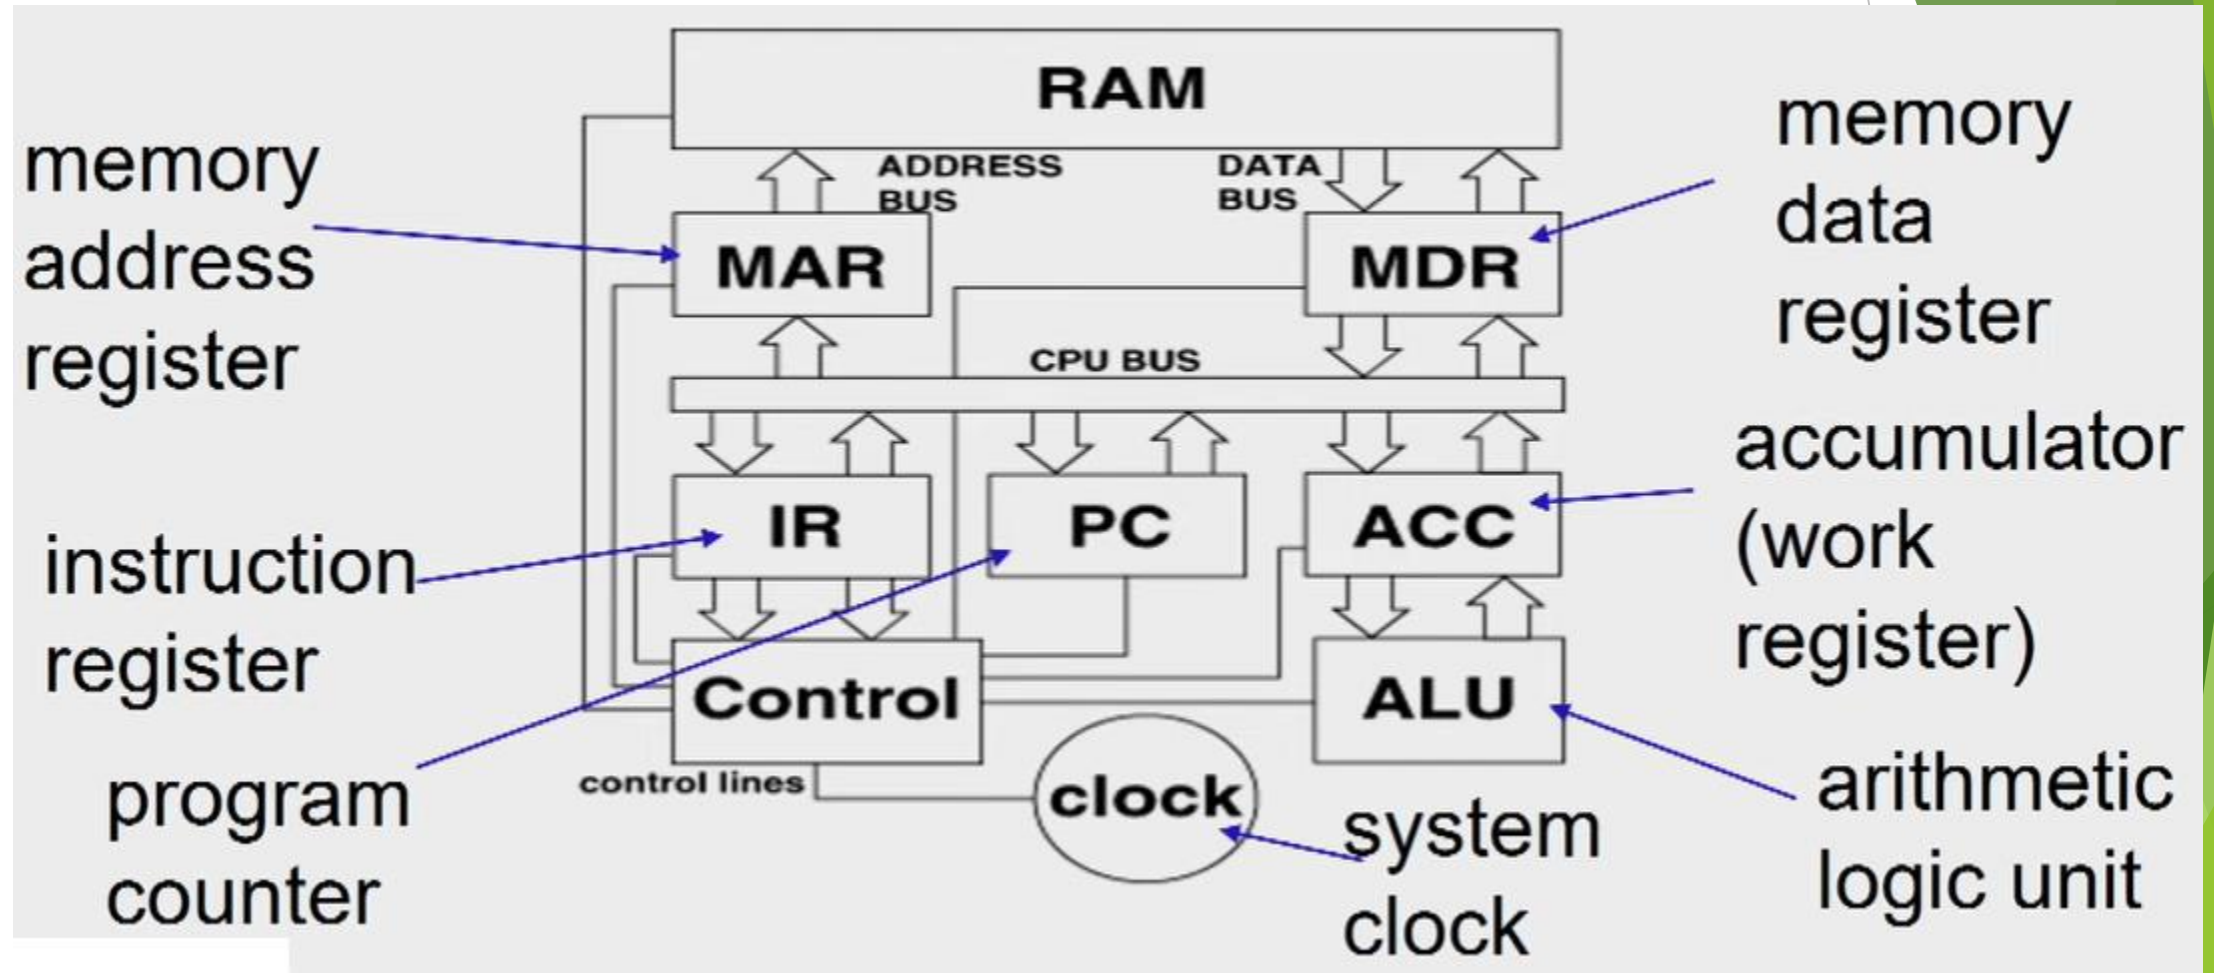 RAM
memory
address
register
ADDRESS
BUS
DATA
BUS
memory
data
register
MAR
MDR
CPU BUS
accumulator
(work
register)
instruction
register
IR
PC
ACC
program
counter
Control
ALU
control lines
clock
system
clock
arithmetic
logic unit